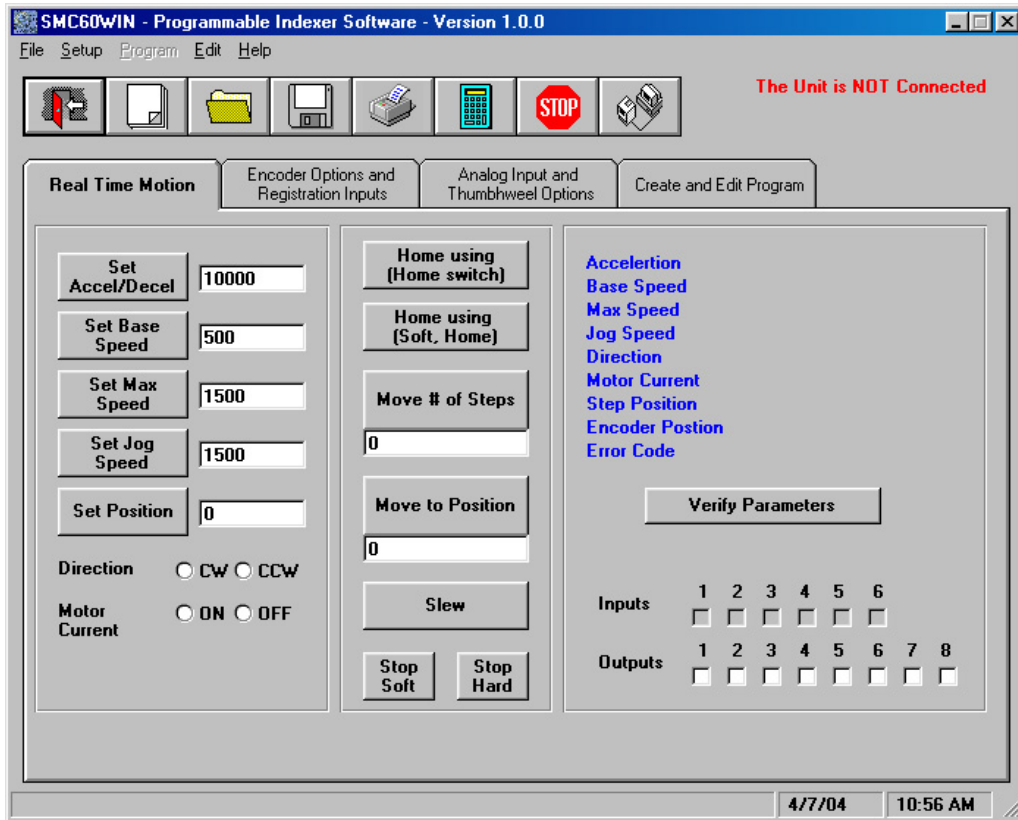 SMC60WIN - Programmable Indexer Software - Version 1.0.0
File Setup Program Edit Help
STOP
The Unit is NOT Connected
Real Time Motion
Encoder Options and
Registration Inputs
Analog Input and
Thumbhweel Options
Create and Edit Program
Set
Accel/Decel
10000
Set Base
Speed
500
Set Max
Speed
1500
Set Jog
Speed
1500
Set Position
0
Direction CW CCW
Motor
Current
ON OFF
Home using
(Home switch)
Home using
(Soft, Home)
Move # of Steps
0
Move to Position
0
Slew
Stop
Soft
Stop
Hard
Accelertion
Base Speed
Max Speed
Jog Speed
Direction
Motor Current
Step Position
Encoder Postion
Error Code
Verify Parameters
1 2 3 4 5 6
Inputs
1 2 3 4 5 6 7 8
Outputs
4/7/04 10:56 AM